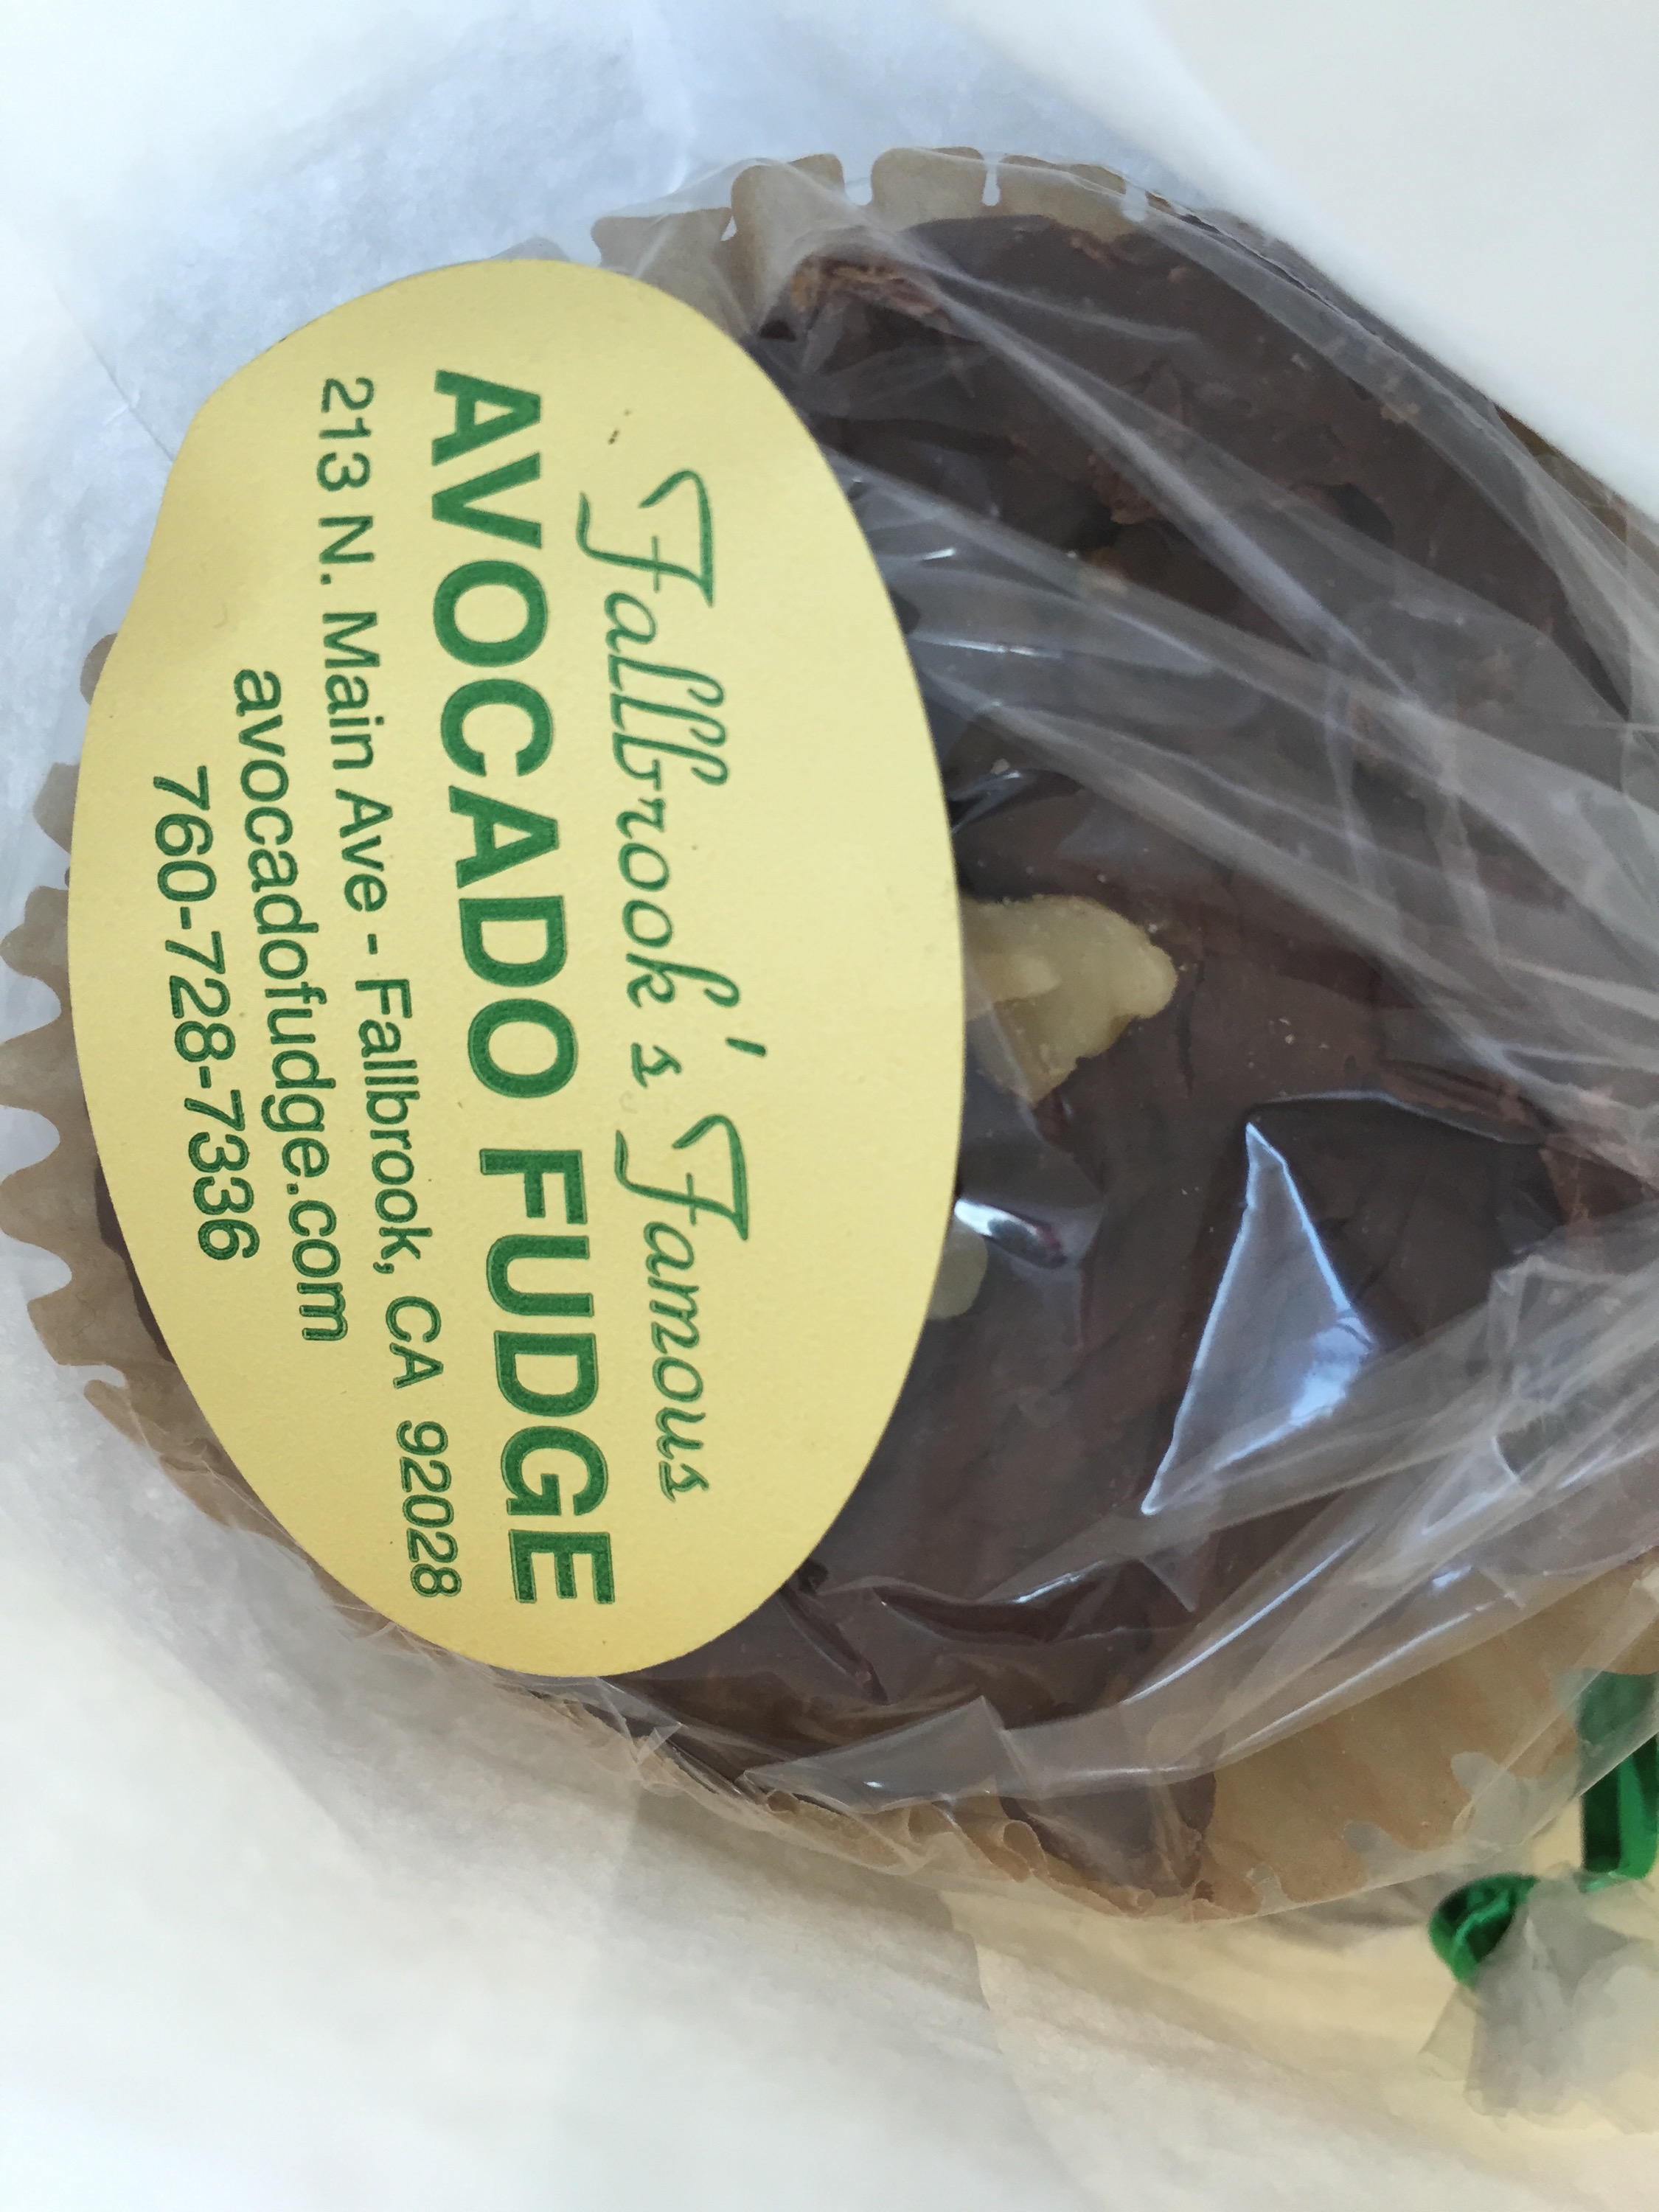 Fallbrook's Famous
AVOCADO FUDGE
213 N. Main Ave - Fallbrook, CA 92028
avocadofudge.com
760-728-7336